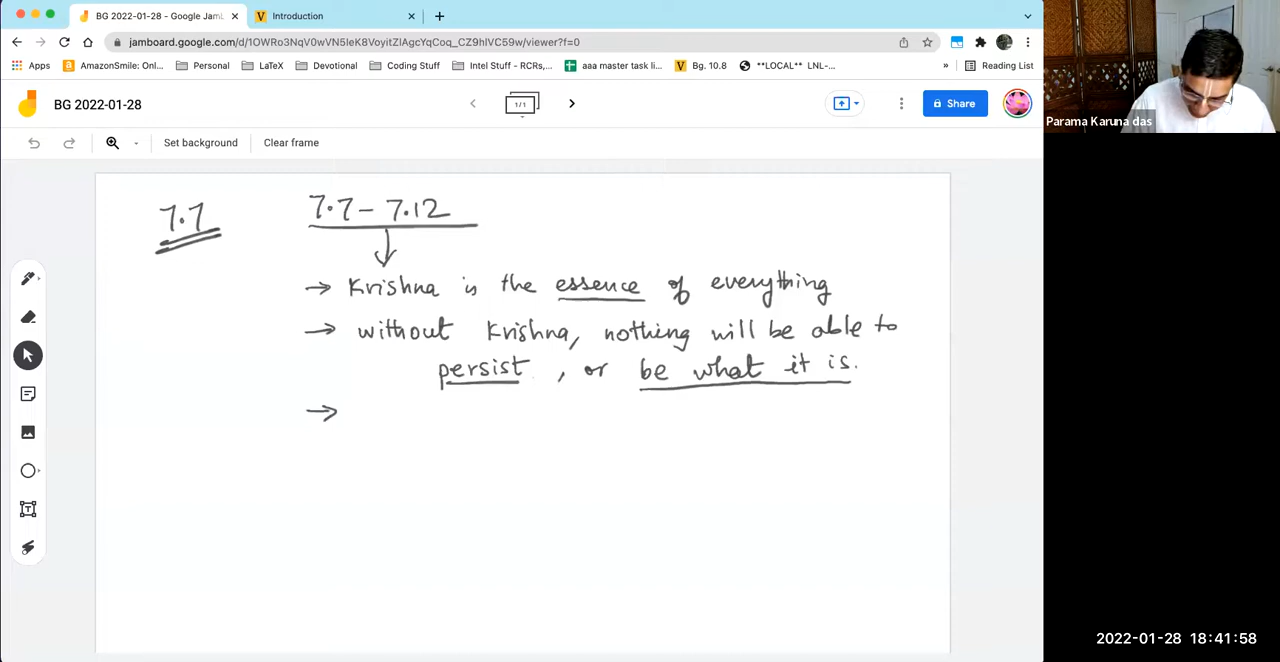 BG 2022-01-28 - Google Jam
Introduction
jamboard.google.com/d/1OWRo3NqV0wVN5leK8VoyitZlAgcYqCoq_CZ9hlVC59w/viewer?f=0
Apps
AmazonSmile: Onl...
Personal
LaTeX
Devotional
Coding Stuff
Intel Stuff - RCRs,...
aaa master task li...
Bg. 10.8
**LOCAL** LNL-...
»
Reading List
BG 2022-01-28
1/1
Share
Set background
Clear frame
Parama Karuna das
7.7
7.7 - 7.12
→ Krishna is the essence of everything
→ without Krishna, nothing will be able to
persist, or be what it is.
→
2022-01-28 18:41:58